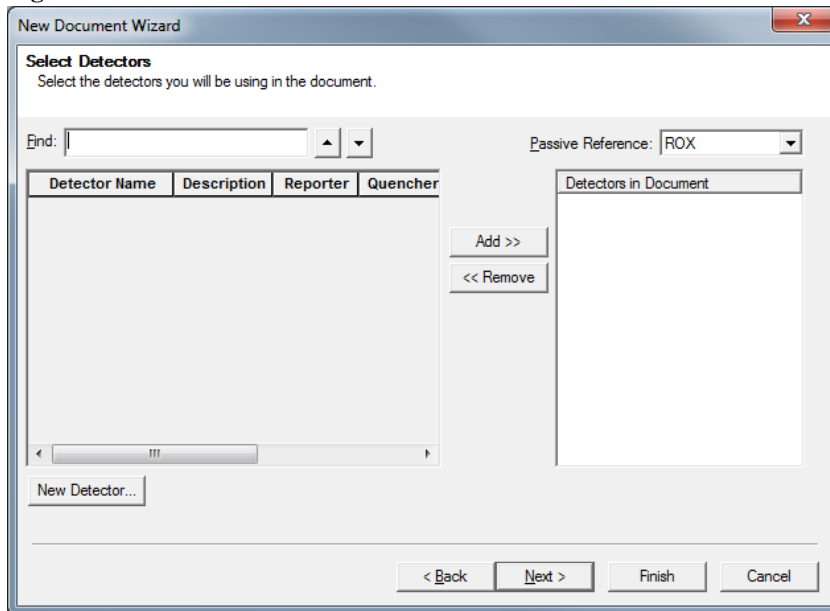 New Document Wizard
Select Detectors
Select the detectors you will be using in the document.
Find:
Passive Reference: ROX
Detector Name Description Reporter Quencher
Detectors in Document
Add >>
<< Remove
New Detector...
< Back Next > Finish Cancel